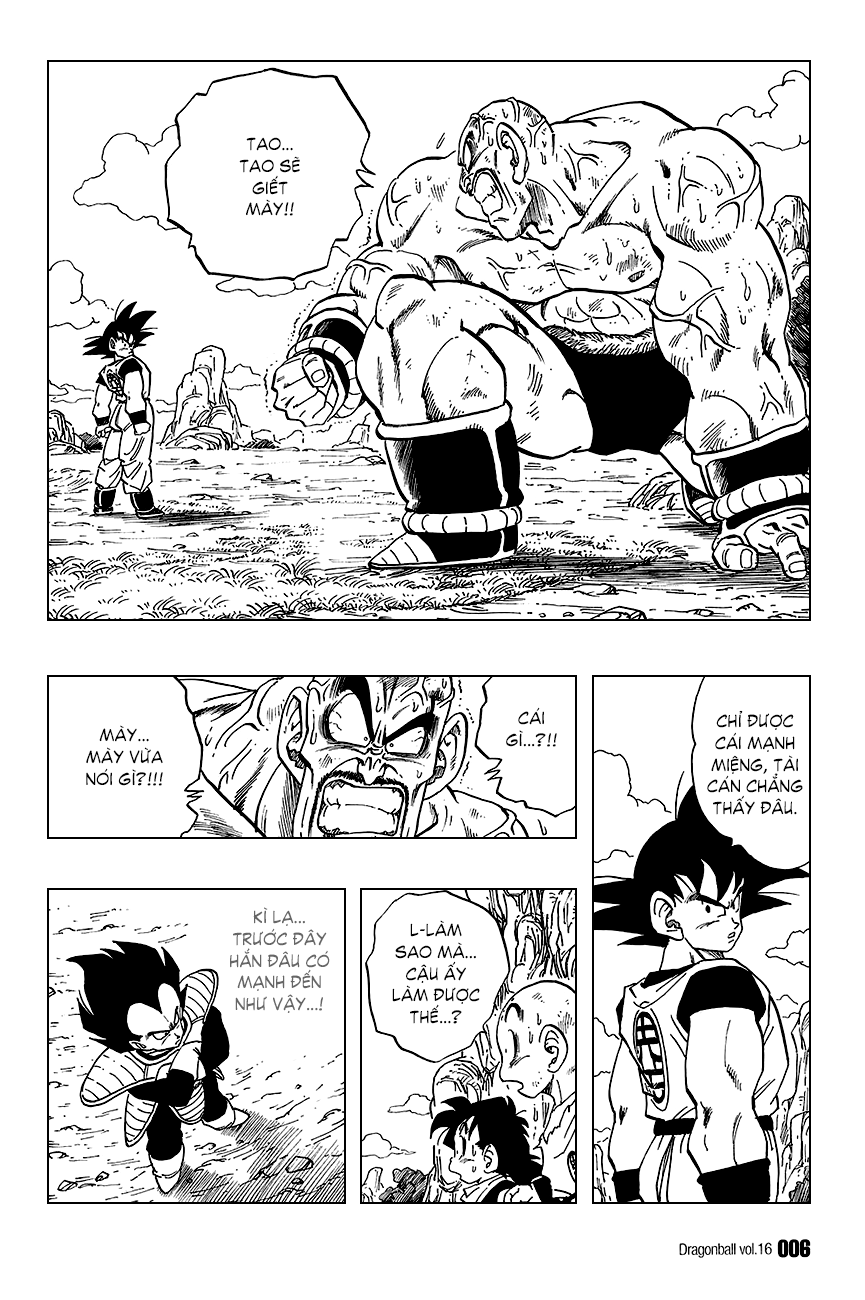 TAO...
TAO SẼ
GIẾT
MÀY!!
MÀY...
MÀY VỪA
NÓI GÌ?!!!
CÁI
GÌ...?!!
CHỈ ĐƯỢC
CÁI MẠNH
MIỆNG, TÀI
CÁN CHẲNG
THẤY ĐÂU.
KÌ LẠ...
TRƯỚC ĐÂY
HẮN ĐÂU CÓ
MẠNH ĐẾN
NHƯ VẬY...!
L-LÀM
SAO MÀ...
CẬU ẤY
LÀM ĐƯỢC
THẾ...?
Dragonball vol.16 006